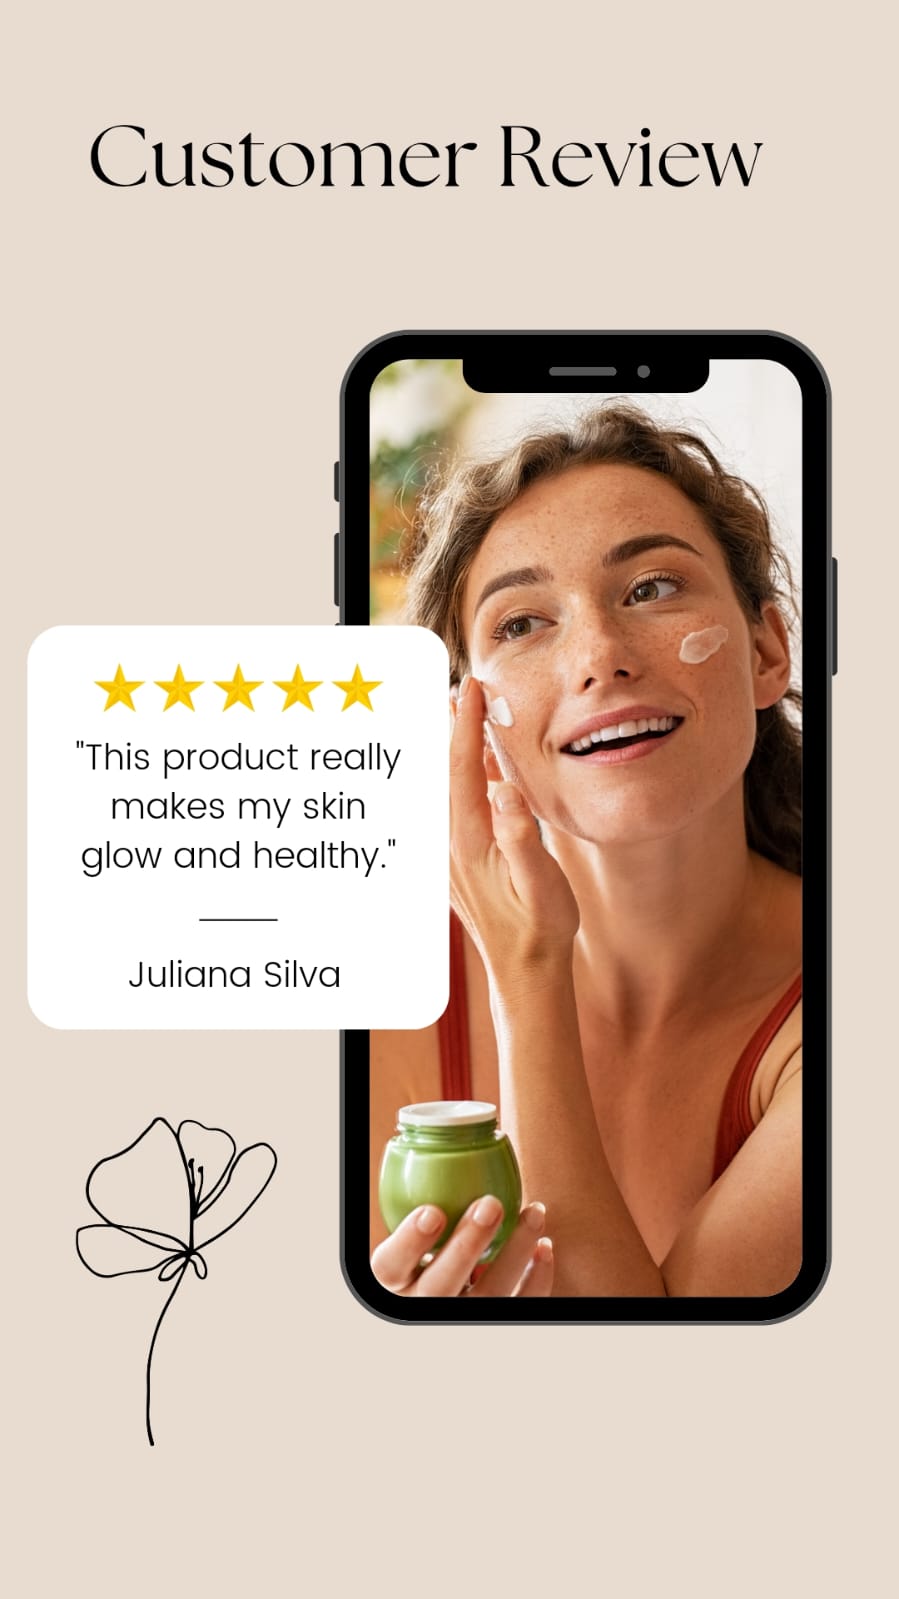 Customer Review
"This product really
makes my skin
glow and healthy."
Juliana Silva